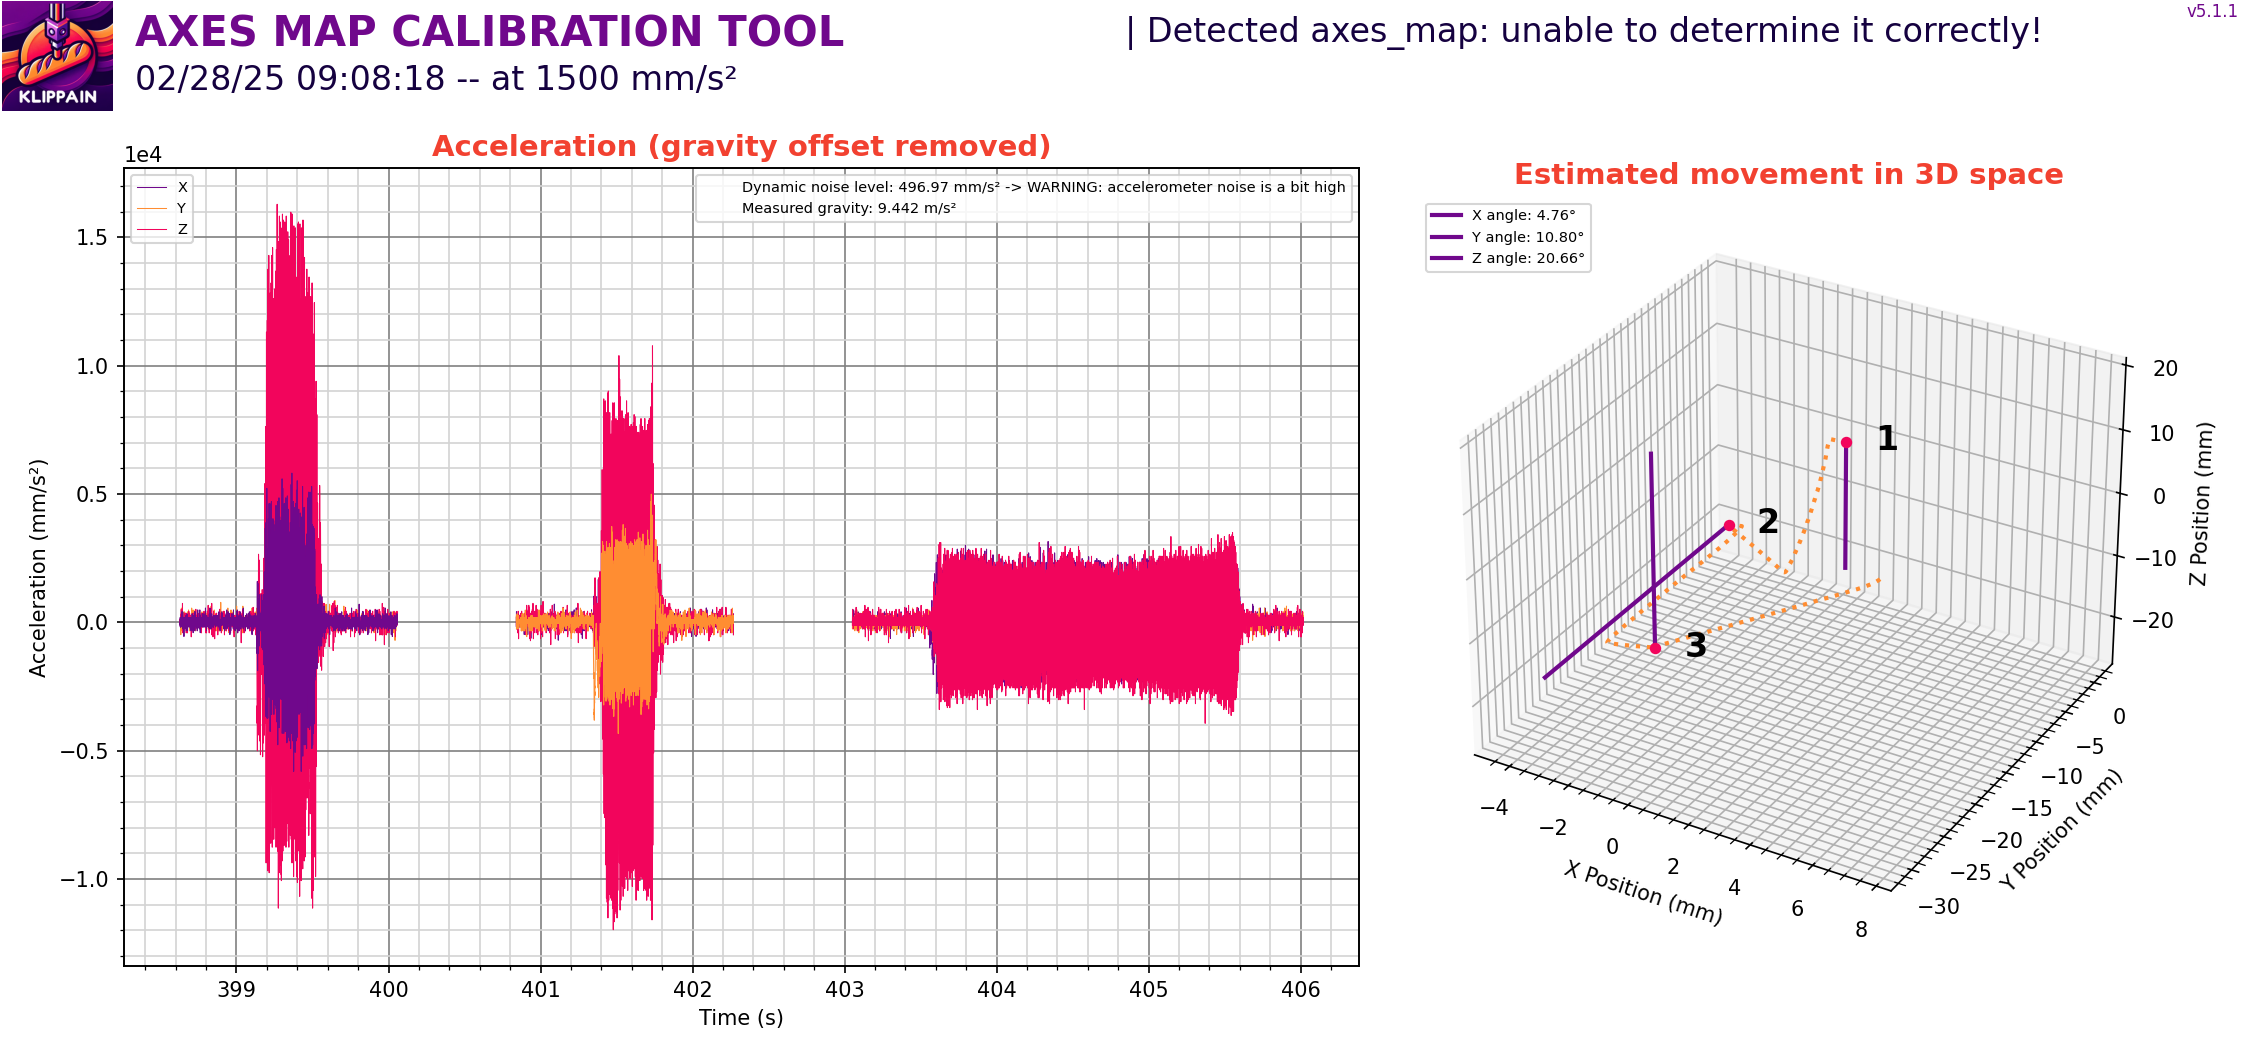 AXES MAP CALIBRATION TOOL
| Detected axes_map: unable to determine it correctly!
v5.1.1
02/28/25 09:08:18 -- at 1500 mm/s²
KLIPPAIN
Acceleration (gravity offset removed)
1e4
X
Y
Z
Dynamic noise level: 496.97 mm/s² -> WARNING: accelerometer noise is a bit high
Measured gravity: 9.442 m/s²
1.5
1.0
0.5
0.0
−0.5
−1.0
Acceleration (mm/s²)
399
400
401
402
403
404
405
406
Time (s)
Estimated movement in 3D space
X angle: 4.76°
Y angle: 10.80°
Z angle: 20.66°
1
2
3
20
10
0
−10
−20
Z Position (mm)
0
−5
−10
−15
−20
−25
−30
Y Position (mm)
−4
−2
0
2
4
6
8
X Position (mm)